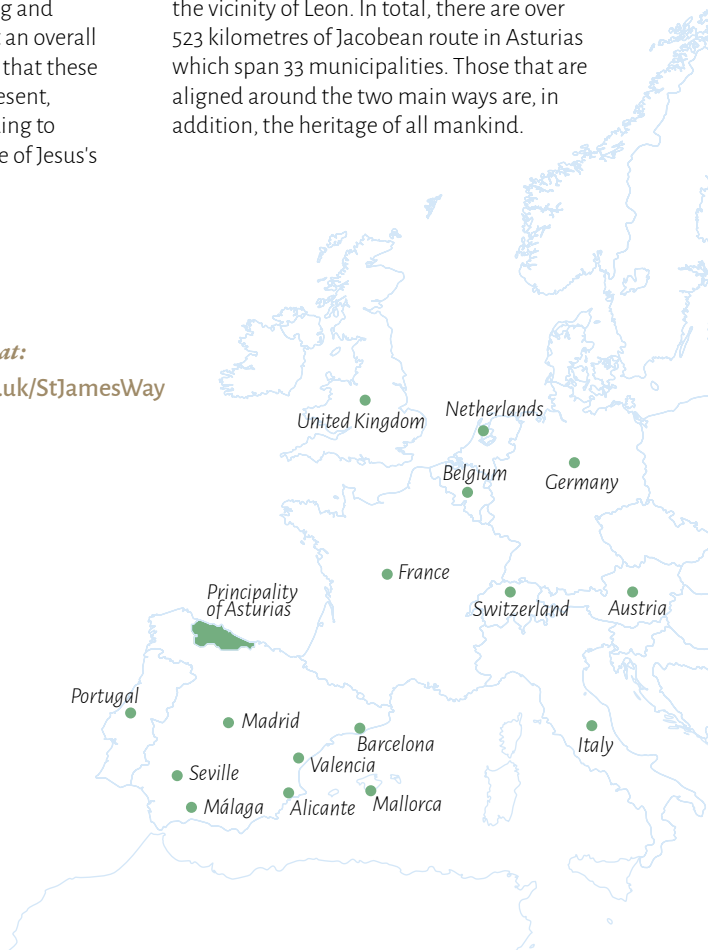 g and
an overall
that these
esent,
ing to
e of Jesus's
the vicinity of Leon. In total, there are over
523 kilometres of Jacobean route in Asturias
which span 33 municipalities. Those that are
aligned around the two main ways are, in
addition, the heritage of all mankind.
at:
.uk/StJamesWay
United Kingdom
Netherlands
Belgium
Germany
France
Principality
of Asturias
Switzerland
Austria
Portugal
Madrid
Barcelona
Italy
Valencia
Seville
Málaga
Alicante
Mallorca